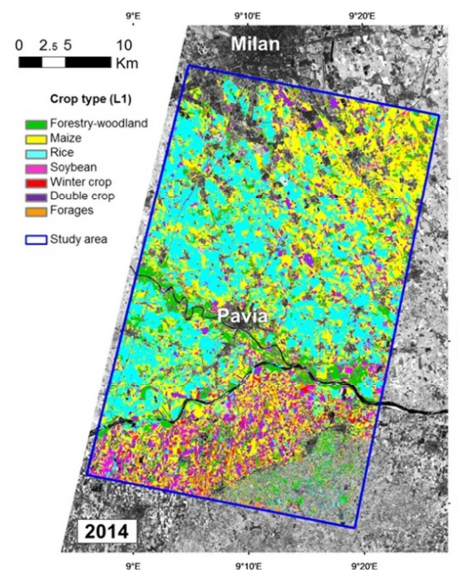 9°E 9°10'E 9°20'E
Milan
0 2.5 5 10
Km
Crop type (L1)
Forestry-woodland
Maize
Rice
Soybean
Winter crop
Double crop
Forages
Study area
Pavia
2014
9°E 9°10'E 9°20'E